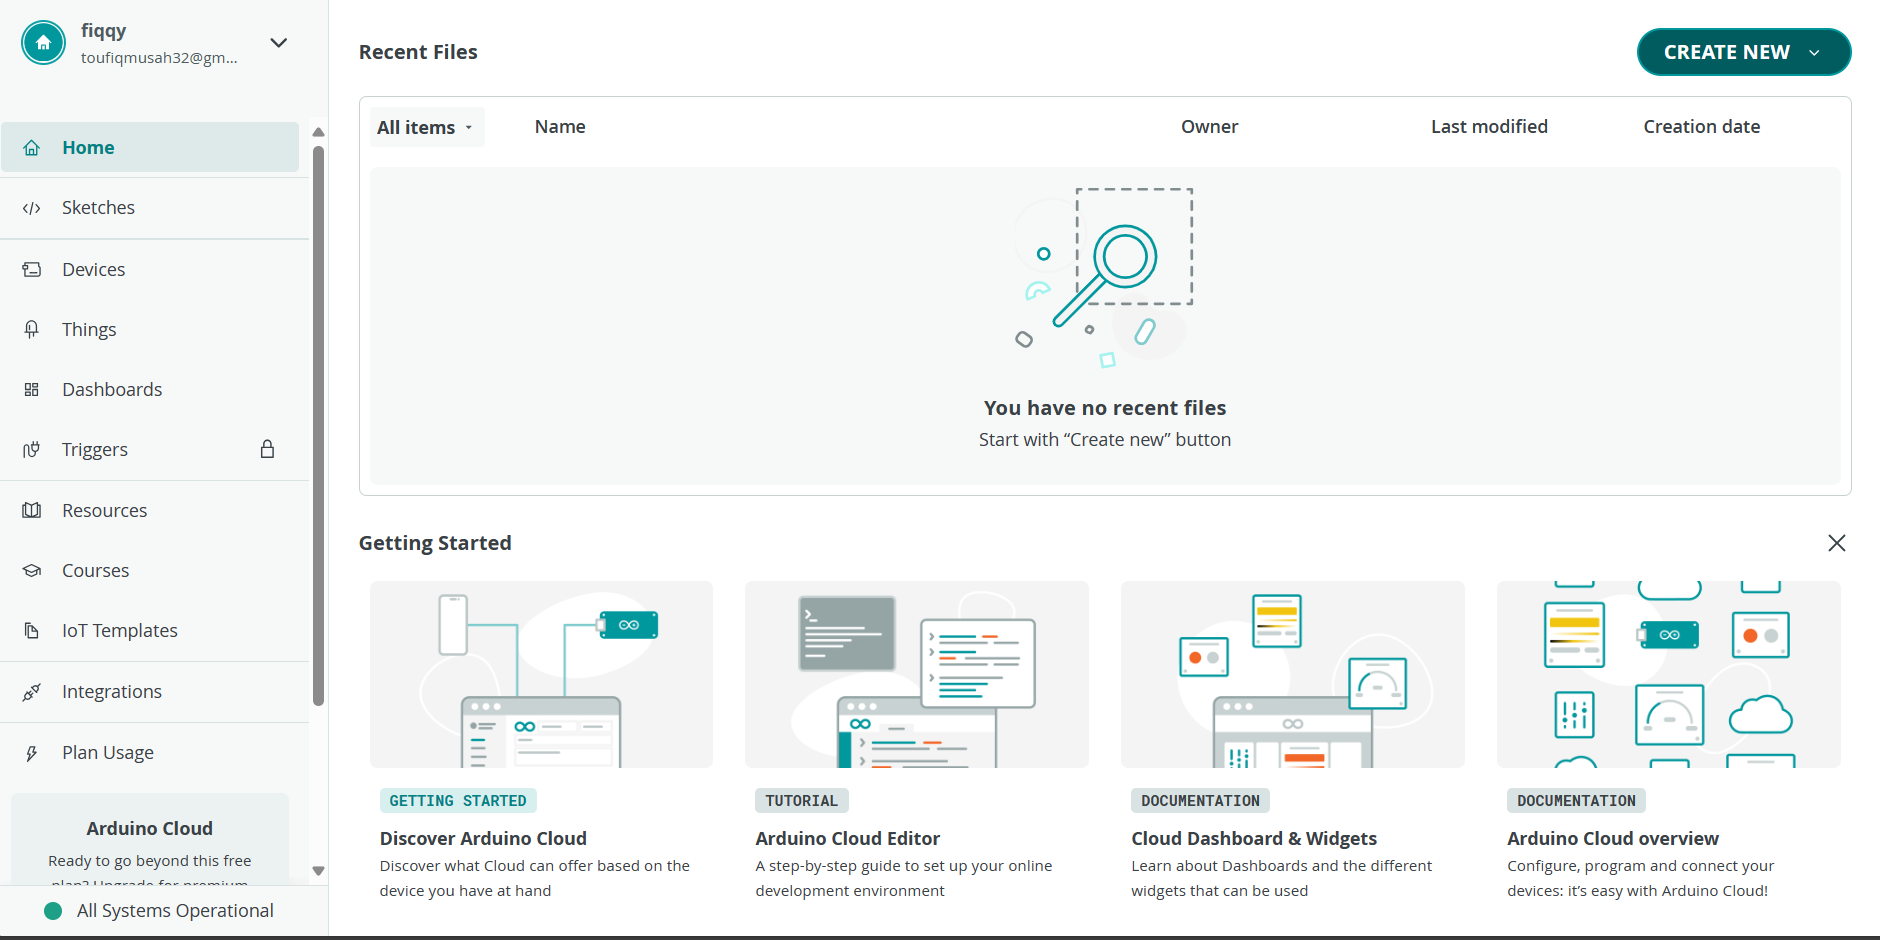 fiqqy
toufiqmusah32@gm...
Home
Sketches
Devices
Things
Dashboards
Triggers
Resources
Courses
IoT Templates
Integrations
Plan Usage
Arduino Cloud
Ready to go beyond this free
plan? Upgrade for premium
All Systems Operational
Recent Files
CREATE NEW
All items
Name
Owner
Last modified
Creation date
You have no recent files
Start with “Create new” button
Getting Started
GETTING STARTED
Discover Arduino Cloud
Discover what Cloud can offer based on the
device you have at hand
TUTORIAL
Arduino Cloud Editor
A step-by-step guide to set up your online
development environment
DOCUMENTATION
Cloud Dashboard & Widgets
Learn about Dashboards and the different
widgets that can be used
DOCUMENTATION
Arduino Cloud overview
Configure, program and connect your
devices: it’s easy with Arduino Cloud!